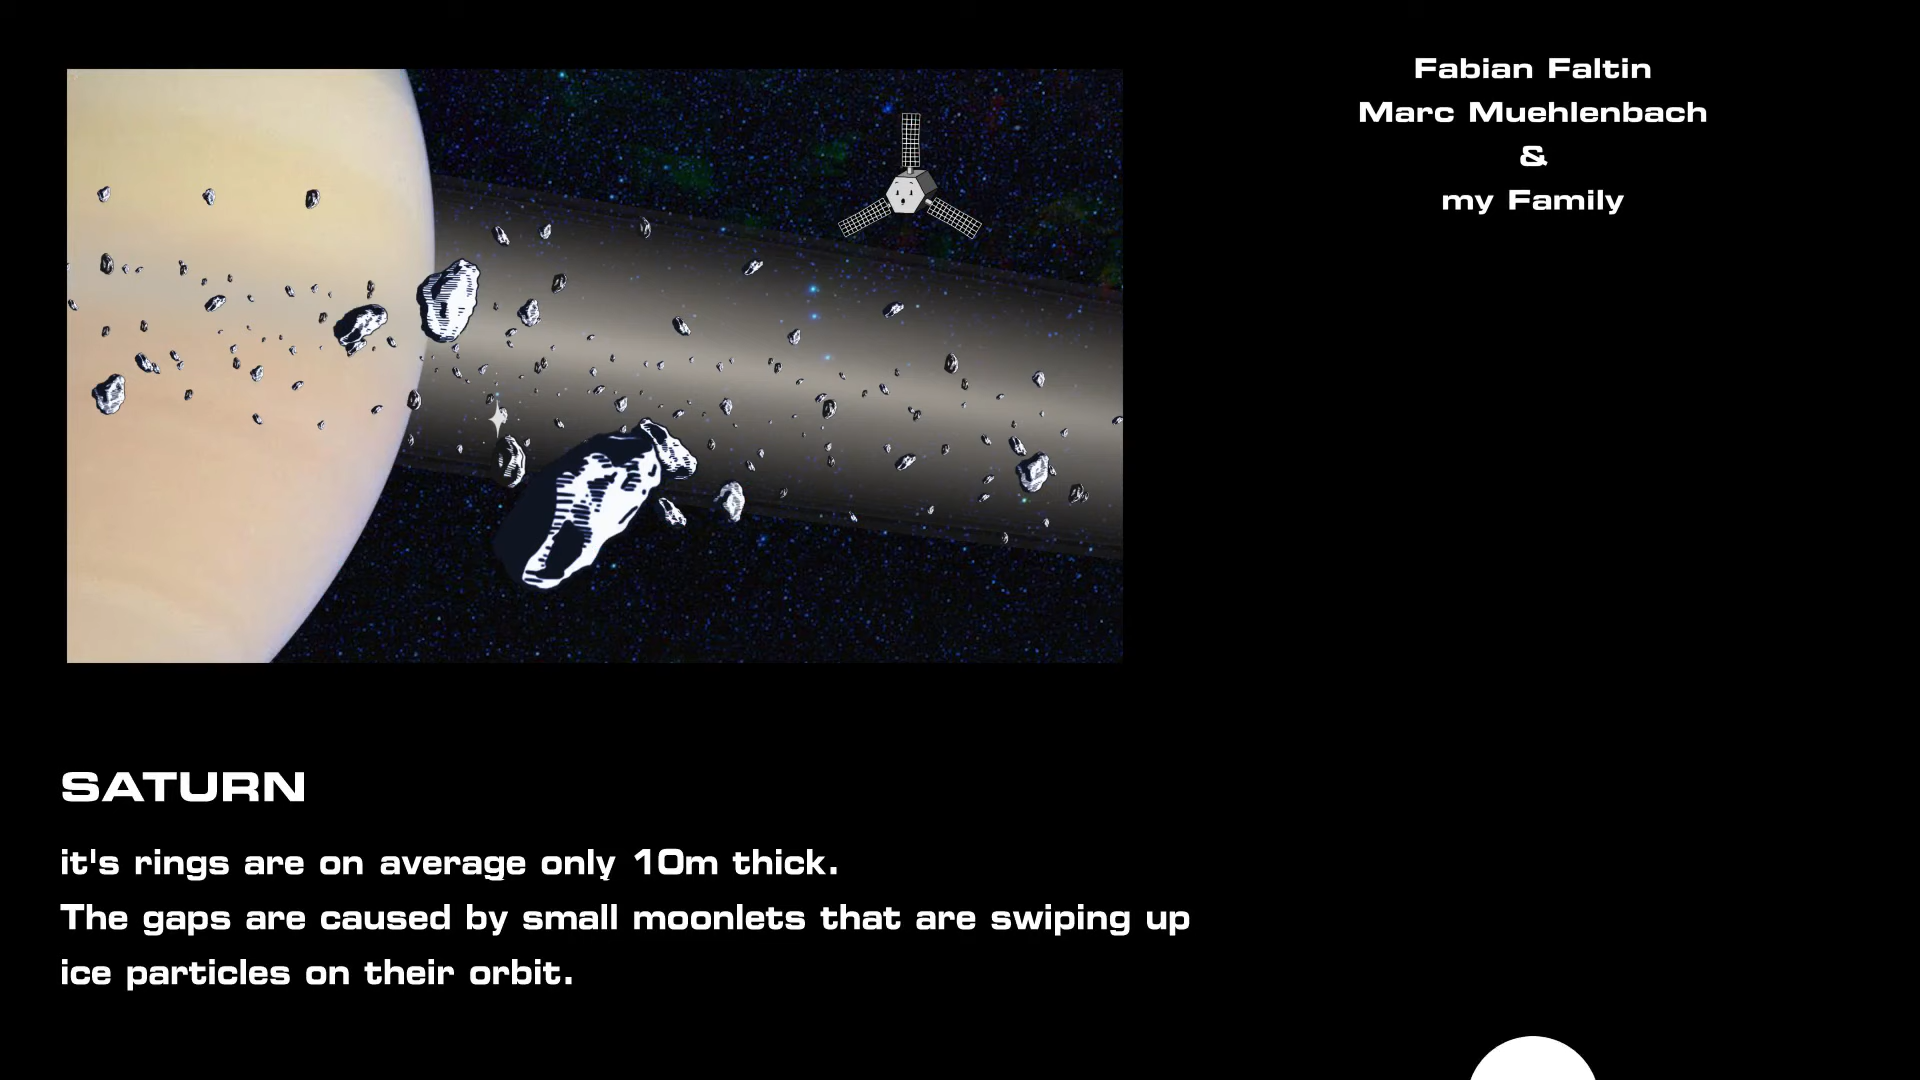 Fabian Faltin
Marc Muehlenbach
&
my Family
SATURN
it's rings are on average only 10m thick.
The gaps are caused by small moonlets that are swiping up
ice particles on their orbit.